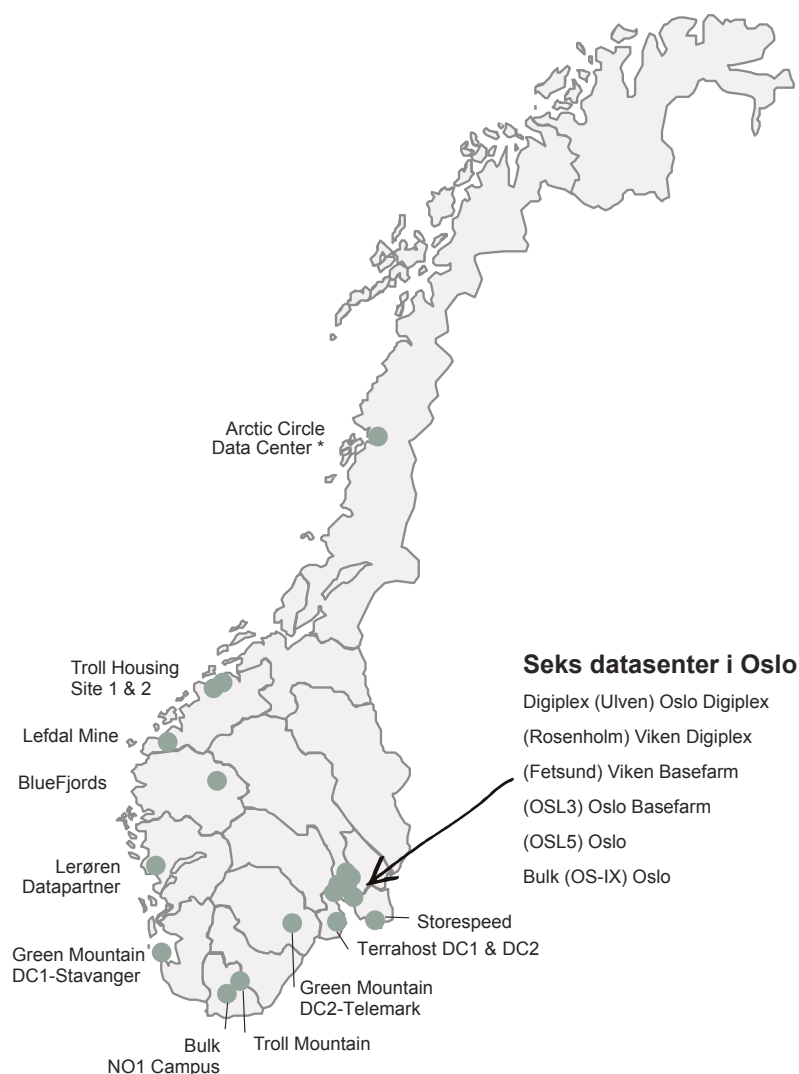 Arctic Circle
Data Center *
Troll Housing
Site 1 & 2
Lefdal Mine
BlueFjords
Lerøren
Datapartner
Green Mountain
DC1-Stavanger
Bulk
NO1 Campus
Troll Mountain
Green Mountain
DC2-Telemark
Terrahost DC1 & DC2
Storespeed
Seks datasenter i Oslo
Digiplex (Ulven) Oslo Digiplex
(Rosenholm) Viken Digiplex
(Fetsund) Viken Basefarm
(OSL3) Oslo Basefarm
(OSL5) Oslo
Bulk (OS-IX) Oslo